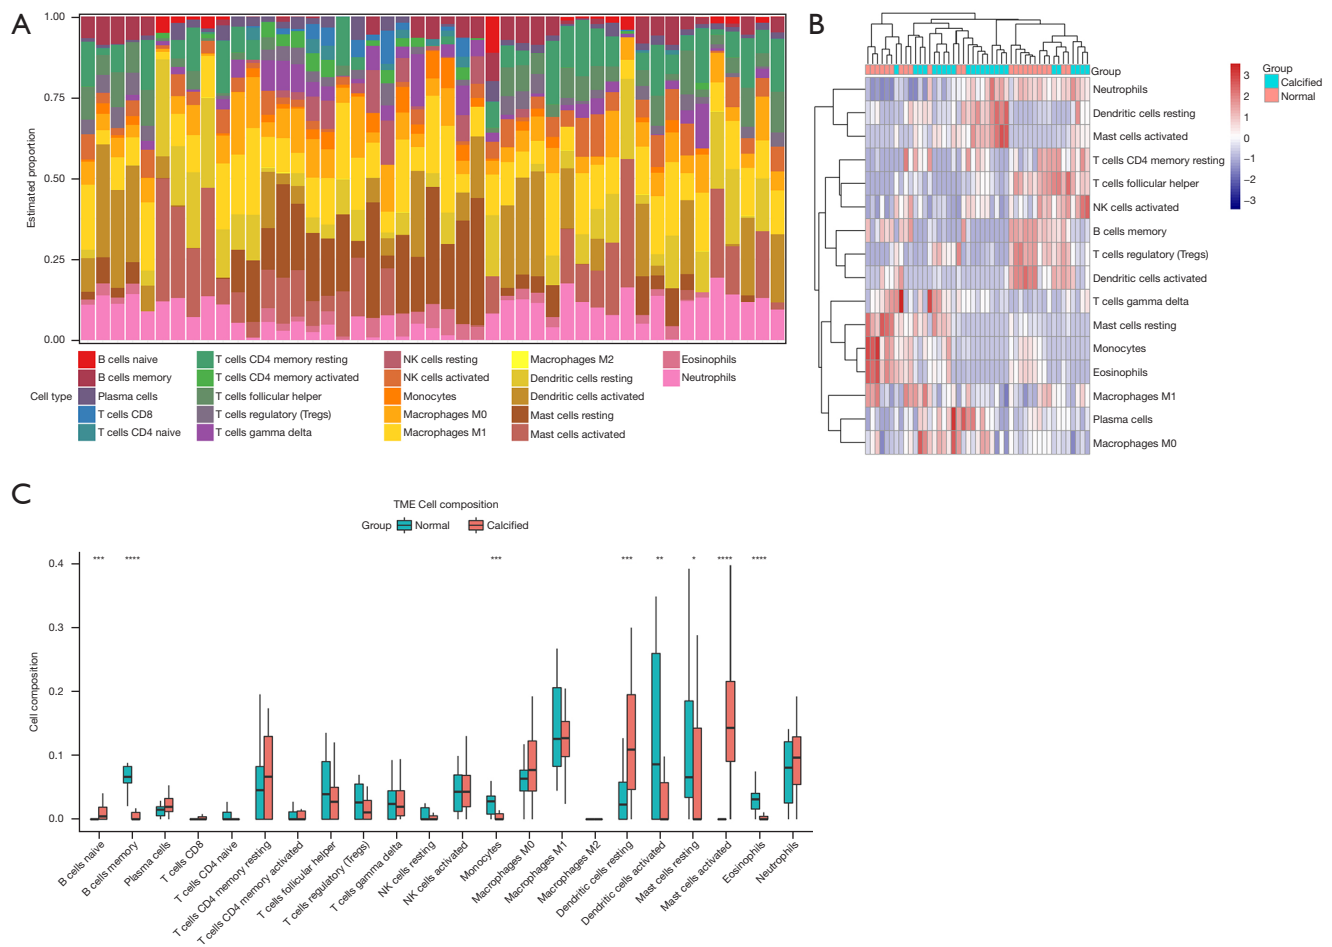 A
1.00
0.75
0.50
0.25
0.00
Estimated proportion
Cell type
B cells naive
B cells memory
Plasma cells
T cells CD8
T cells CD4 naive
T cells CD4 memory resting
T cells CD4 memory activated
T cells follicular helper
T cells regulatory (Tregs)
T cells gamma delta
NK cells resting
NK cells activated
Monocytes
Macrophages M0
Macrophages M1
Macrophages M2
Dendritic cells resting
Dendritic cells activated
Mast cells resting
Mast cells activated
Eosinophils
Neutrophils
B
Group
Neutrophils
Dendritic cells resting
Mast cells activated
T cells CD4 memory resting
T cells follicular helper
NK cells activated
B cells memory
T cells regulatory (Tregs)
Dendritic cells activated
T cells gamma delta
Mast cells resting
Monocytes
Eosinophils
Macrophages M1
Plasma cells
Macrophages M0
3
2
1
0
−1
−2
−3
Group
Calcified
Normal
C
TME Cell composition
Group Normal Calcified
*** **** *** *** ** * **** ****
0.4
0.3
0.2
0.1
0.0
Cell composition
B cells naive
B cells memory
Plasma cells
T cells CD8
T cells CD4 naive
T cells CD4 memory resting
T cells CD4 memory activated
T cells follicular helper
T cells regulatory (Tregs)
T cells gamma delta
NK cells resting
NK cells activated
Monocytes
Macrophages M0
Macrophages M1
Macrophages M2
Dendritic cells resting
Dendritic cells activated
Mast cells resting
Mast cells activated
Eosinophils
Neutrophils